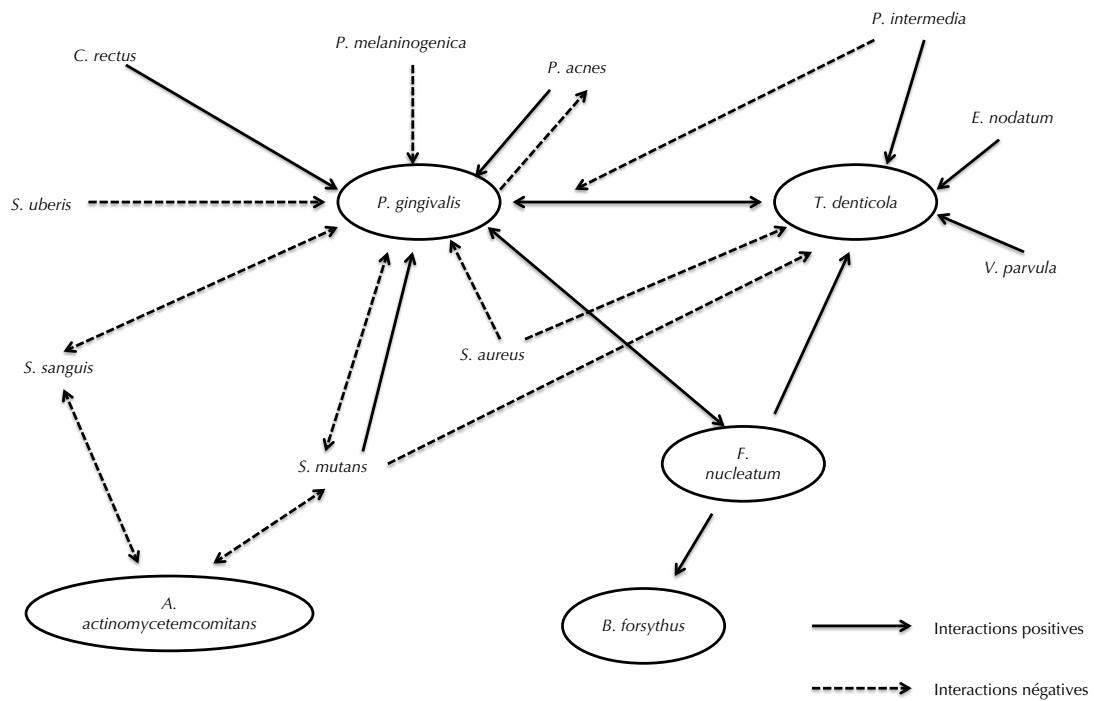 P. intermedia
P. melaninogenica
C. rectus
P. acnes
E. nodatum
S. uberis
P. gingivalis
T. denticola
V. parvula
S. aureus
S. sanguis
S. mutans
F.
nucleatum
A.
actinomycetemcomitans
B. forsythus
Interactions positives
Interactions négatives